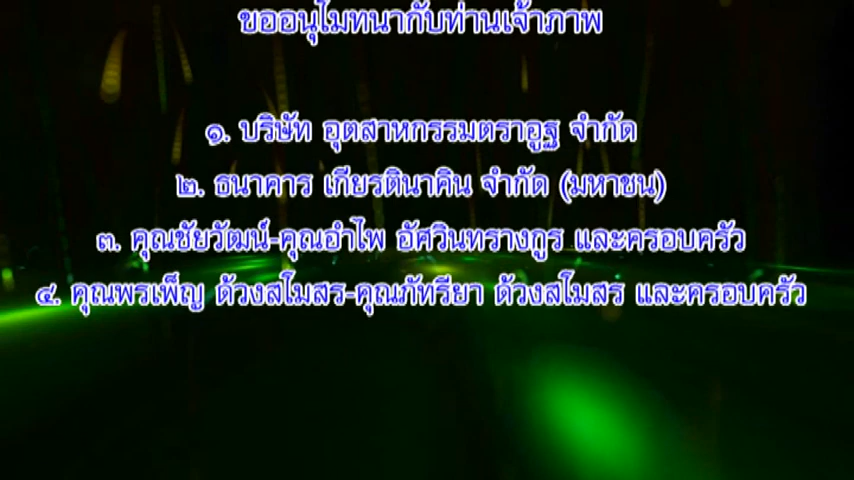 ขออนุโมทนากับท่านเจ้าภาพ
๑. บริษัท อุตสาหกรรมตราอูฐ จำกัด
๒. ธนาคาร เกียรตินาคิน จำกัด (มหาชน)
๓. คุณชัยวัฒน์-คุณอำไพ อัศวินทรางกูร และครอบครัว
๔. คุณพรเพ็ญ ด้วงสโมสร-คุณภัทรียา ด้วงสโมสร และครอบครัว